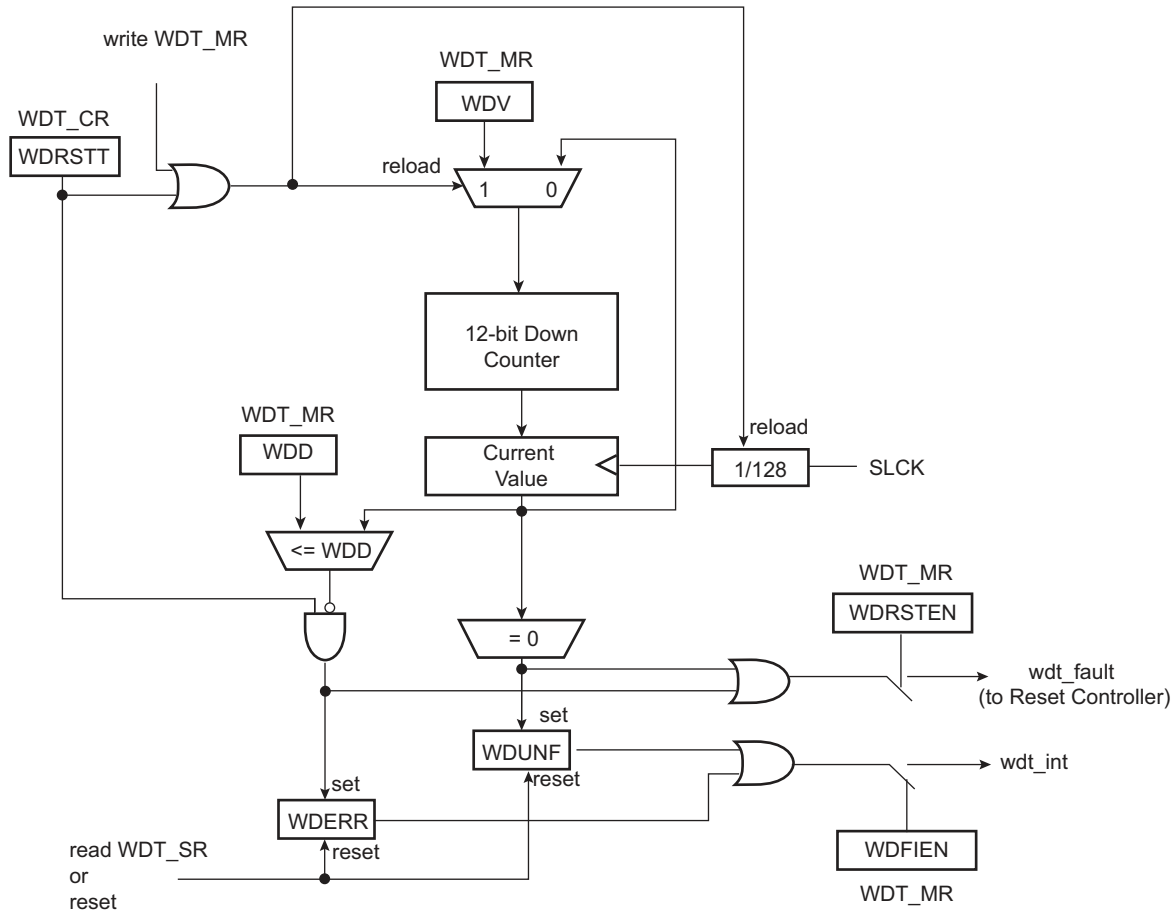 write WDT_MR
WDT_MR
WDV
WDT_CR
WDRSTT
reload
1 0
12-bit Down
Counter
WDT_MR
WDD
Current
Value
reload
1/128
SLCK
<= WDD
= 0
WDT_MR
WDRSTEN
wdt_fault
(to Reset Controller)
set
WDUNF
reset
wdt_int
set
WDERR
reset
read WDT_SR
or
reset
WDFIEN
WDT_MR